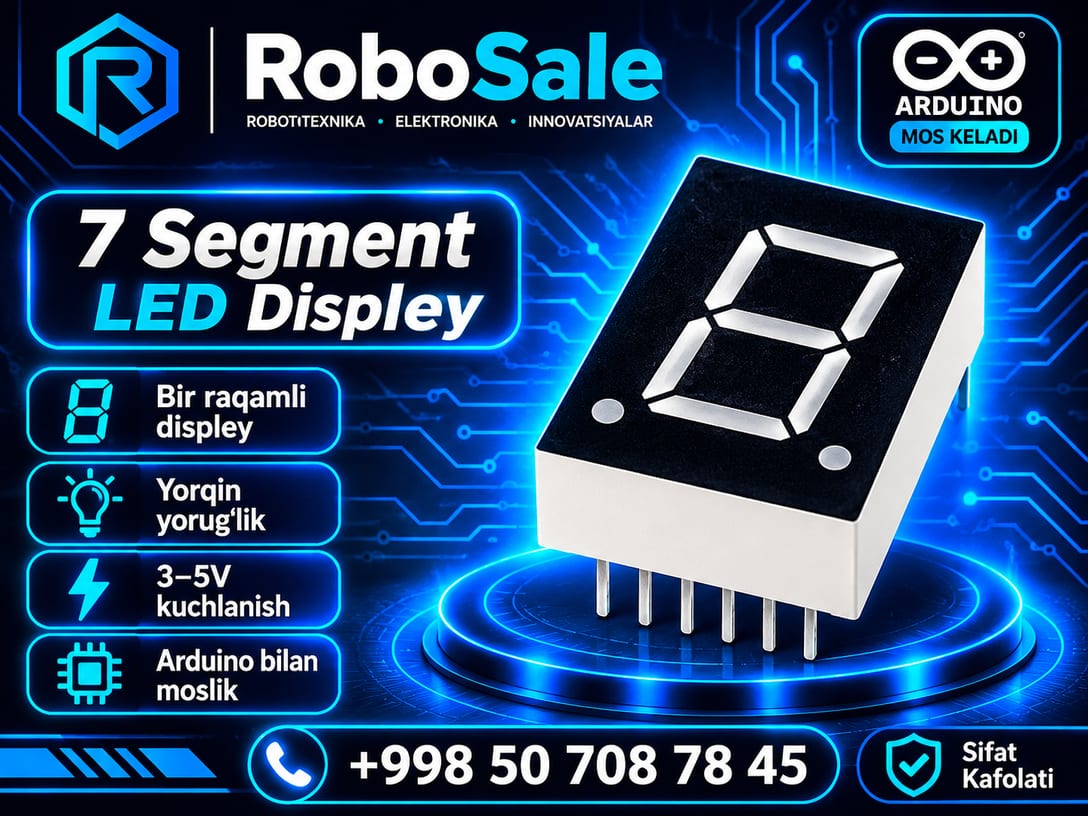 RoboSale
ROBOTITEXNIKA • ELEKTRONIKA • INNOVATSIYALAR
ARDUINO
MOS KELADI
7 Segment
LED Displey
Bir raqamli
displey
Yorqin
yorug‘lik
3–5V
kuchlanish
Arduino bilan
moslik
+998 50 708 78 45
Sifat
Kafolati